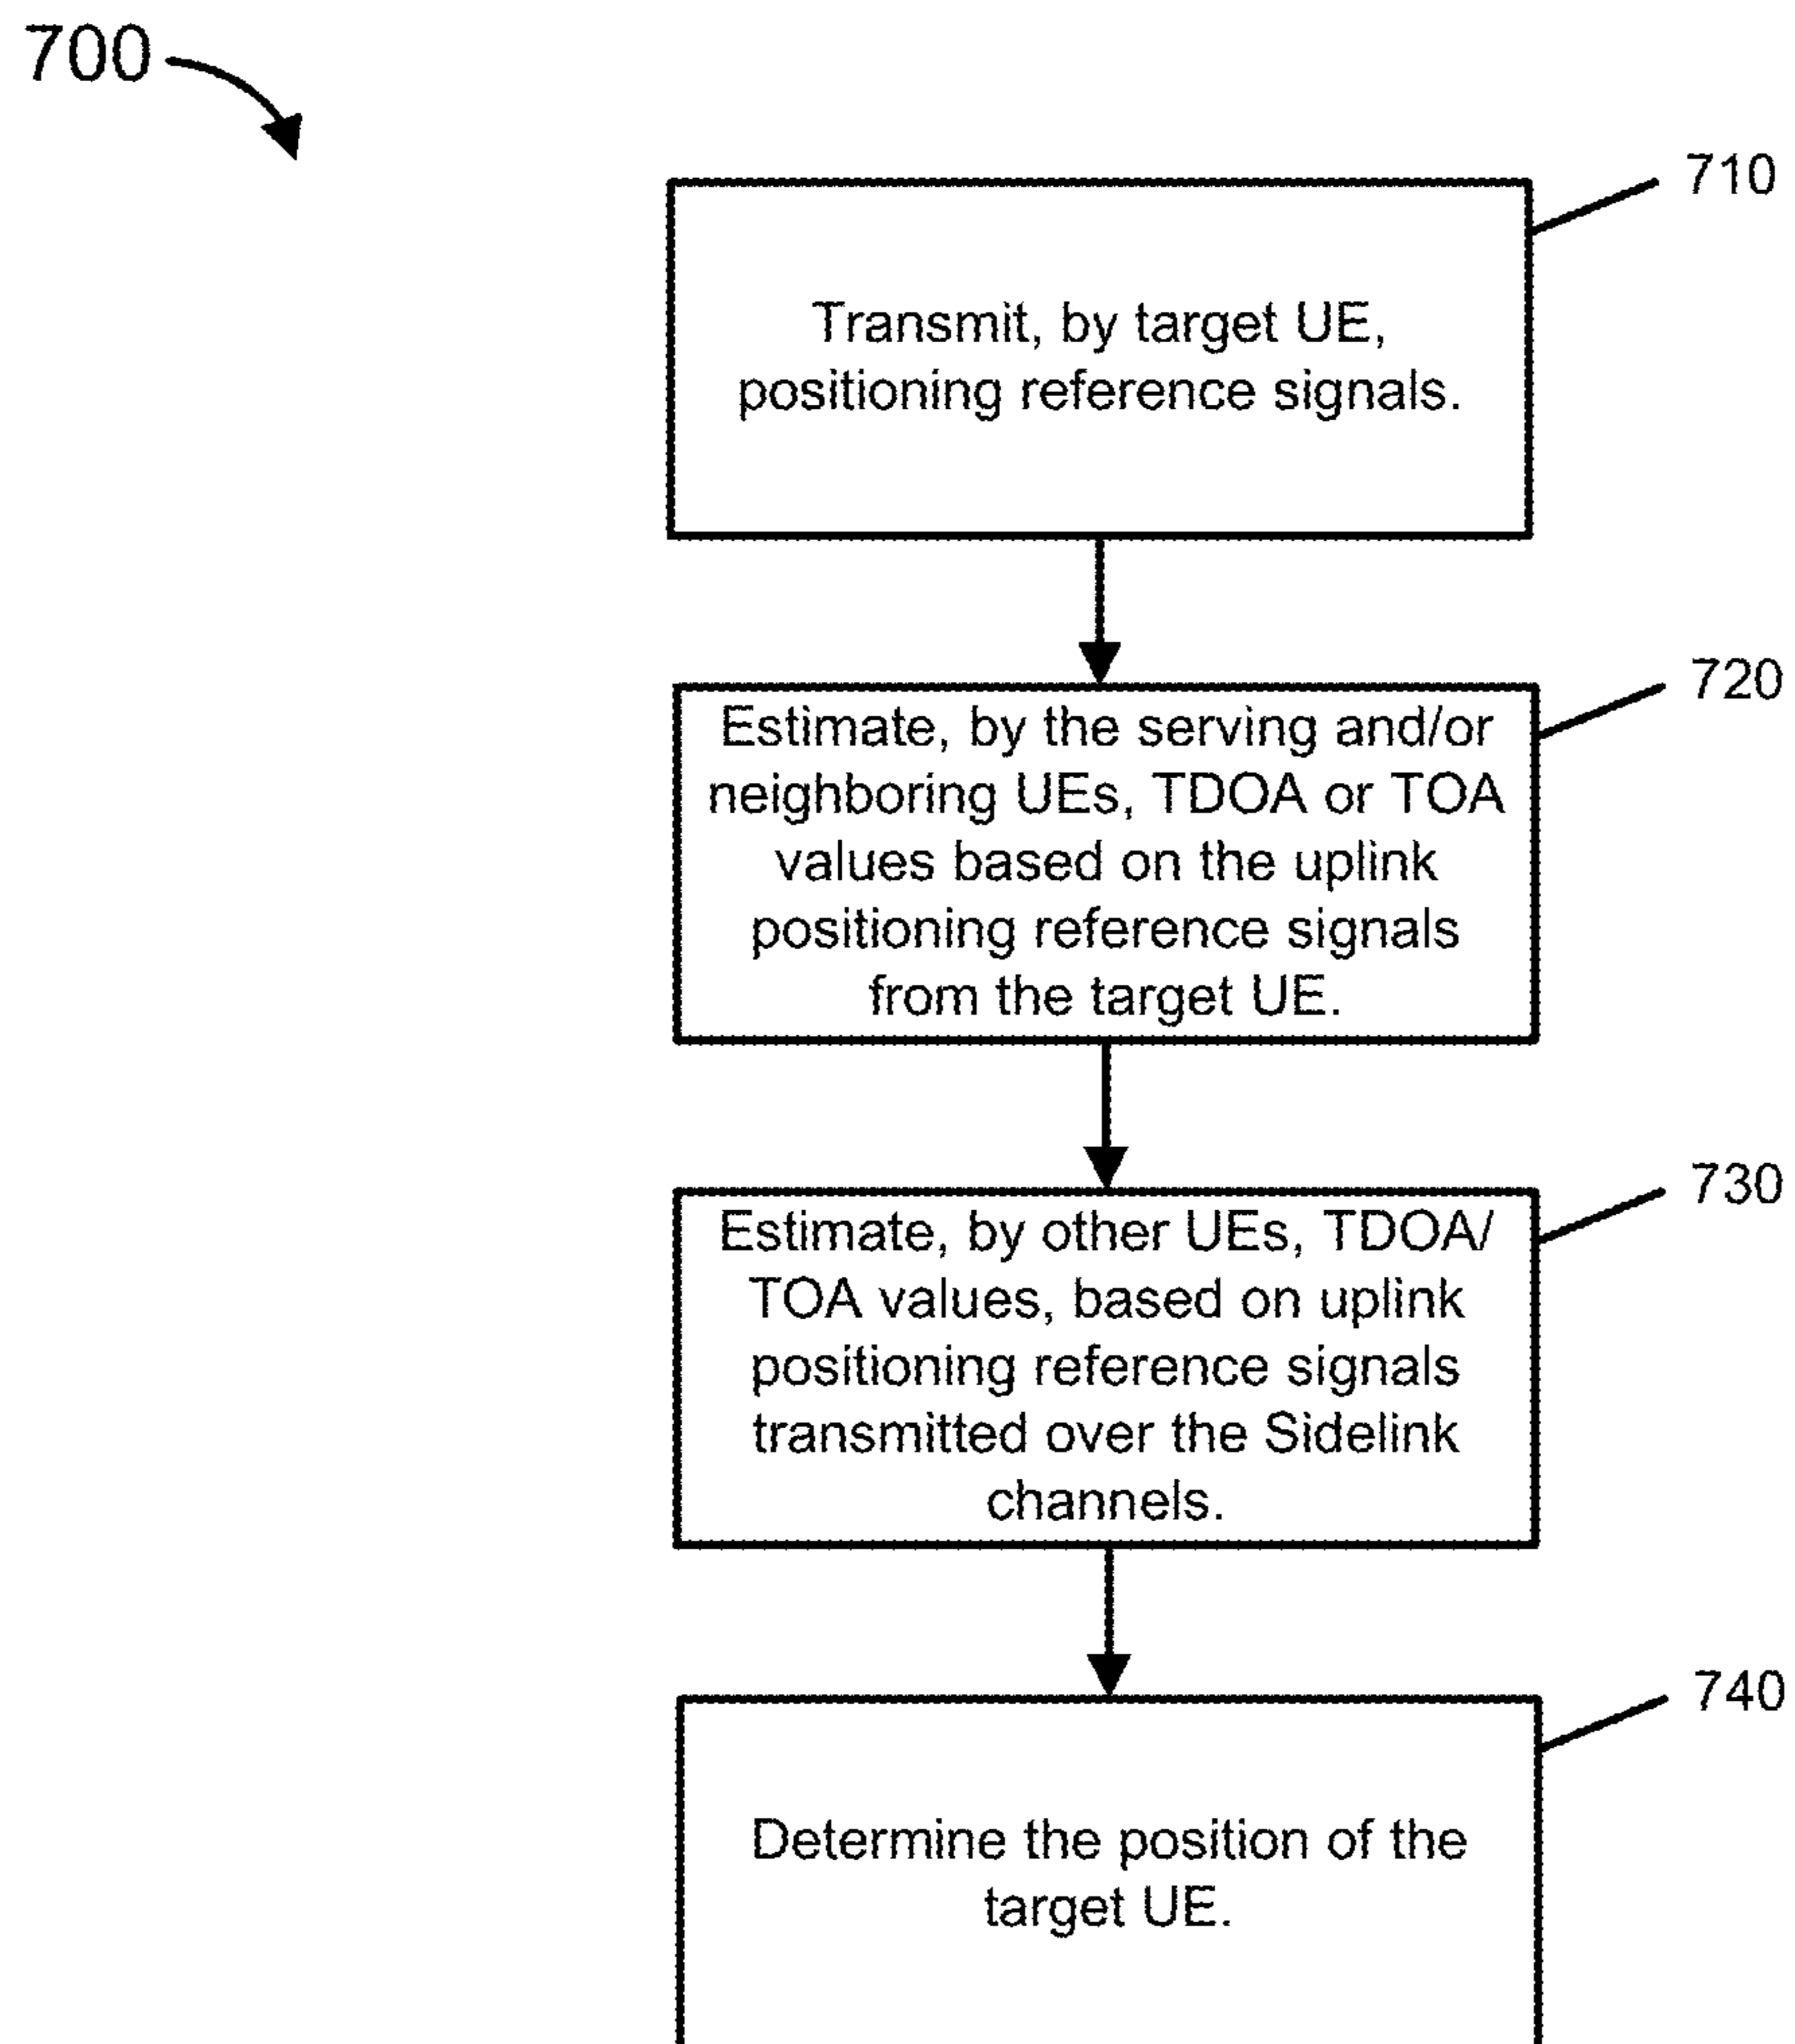 700
710
Transmit, by target UE,
positioning reference signals.
720
Estimate, by the serving and/or
neighboring UEs, TDOA or TOA
values based on the uplink
positioning reference signals
from the target UE.
730
Estimate, by other UEs, TDOA/
TOA values, based on uplink
positioning reference signals
transmitted over the Sidelink
channels.
740
Determine the position of the
target UE.